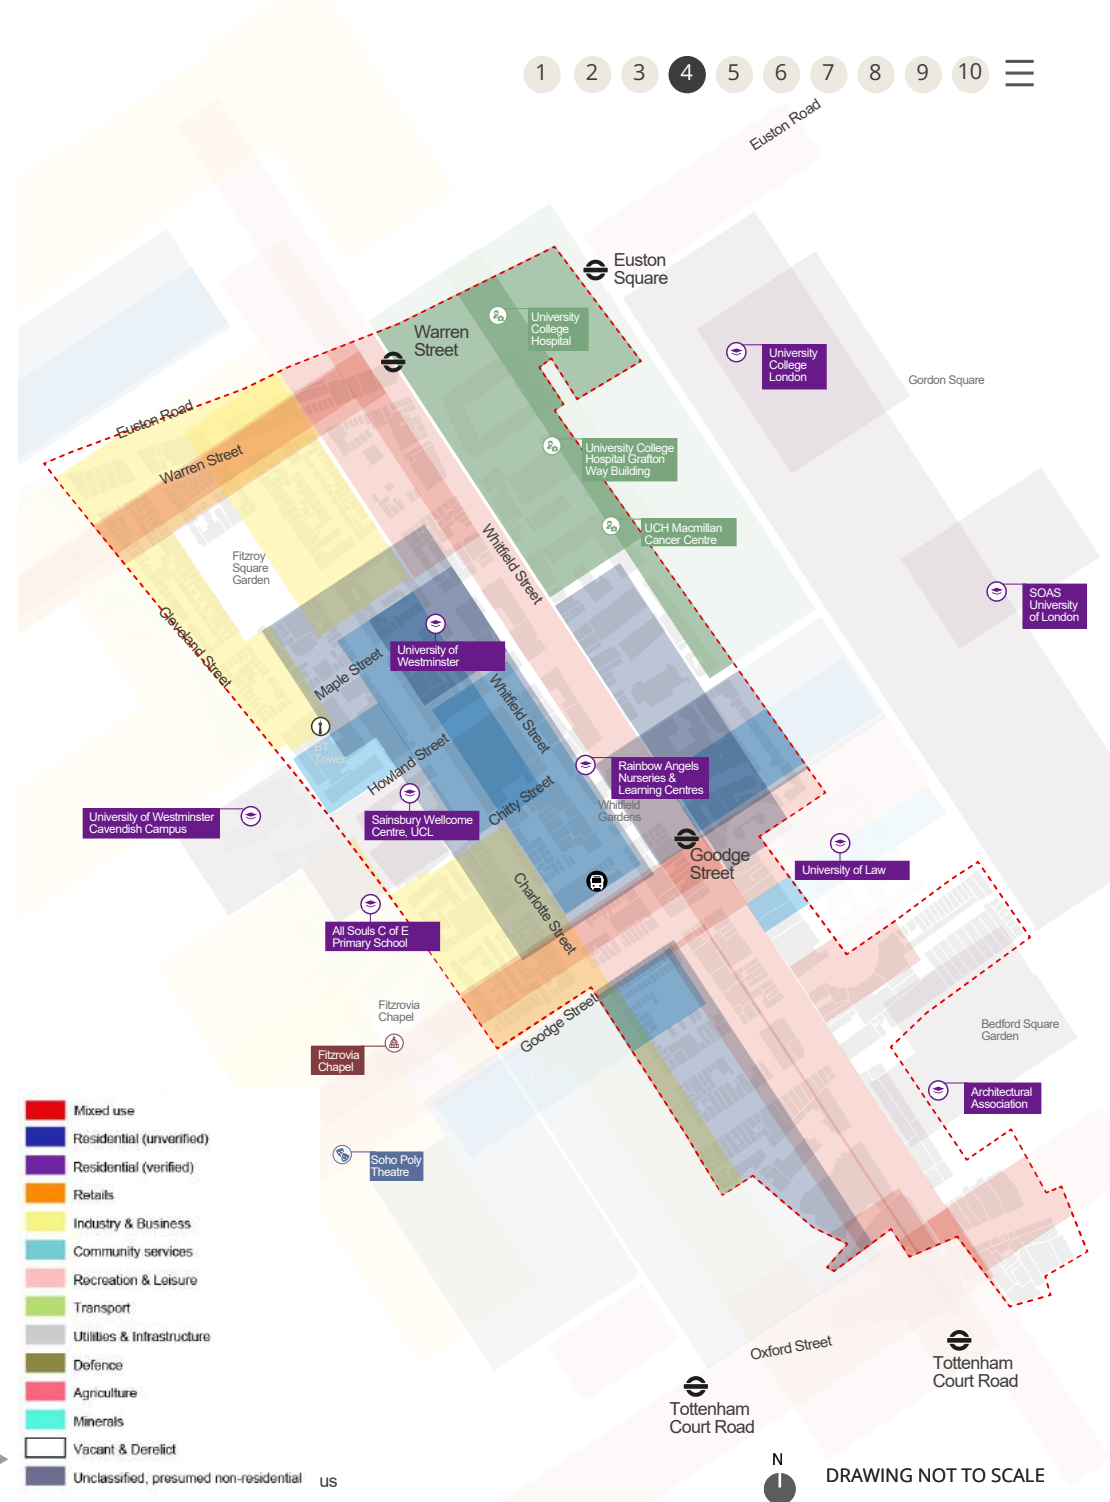 1 2 3 4 5 6 7 8 9 10
Euston Road
Euston
Square
University
College
Hospital
Warren
Street
University
College
London
Gordon Square
Euston Road
Warren Street
University College
Hospital Grafton
Way Building
UCH Macmillan
Cancer Centre
Whitfield Street
Fitzroy
Square
Garden
SOAS
University
of London
Cleveland Street
University of
Westminster
Maple Street
Whitfield Street
BT
Tower
Howland Street
Rainbow Angels
Nurseries &
Learning Centres
Chitty Street
Whitfield
Gardens
University of Westminster
Cavendish Campus
Sainsbury Wellcome
Centre, UCL
Goodge
Street
University of Law
Charlotte Street
All Souls C of E
Primary School
Fitzrovia
Chapel
Goodge Street
Bedford Square
Garden
Fitzrovia
Chapel
Architectural
Association
Soho Poly
Theatre
Mixed use
Residential (unverified)
Residential (verified)
Retails
Industry & Business
Community services
Recreation & Leisure
Transport
Utilities & Infrastructure
Defence
Agriculture
Minerals
Vacant & Derelict
Unclassified, presumed non-residential
us
Oxford Street
Tottenham
Court Road
Tottenham
Court Road
N
DRAWING NOT TO SCALE